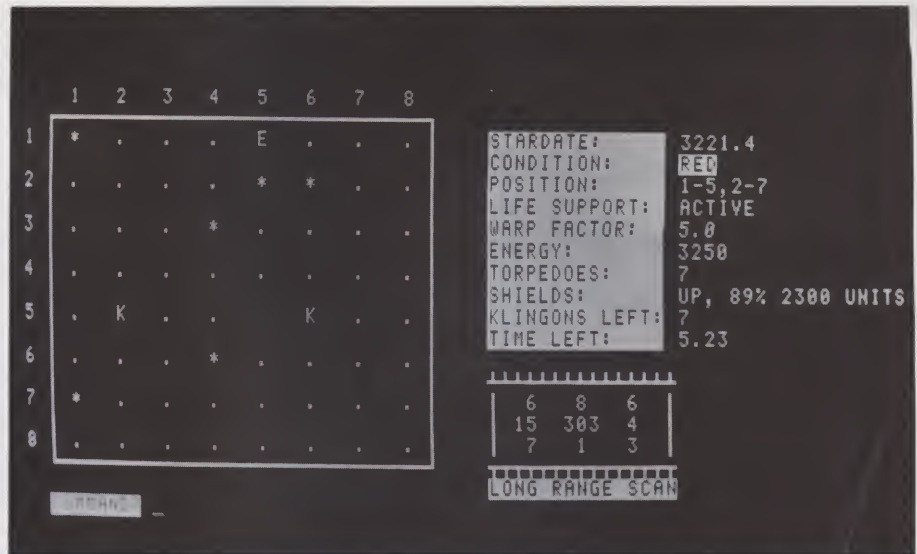 1 2 3 4 5 6 7 8
1 * . . . E . . .
2 . . . . * * . .
3 . . . * . . . .
4 . . . . . . . .
5 . K . . . K . .
6 . . . * . . . .
7 * . . . . . . .
8 . . . . . . . .
STARDATE: 3221.4
CONDITION: RED
POSITION: 1-5,2-7
LIFE SUPPORT: ACTIVE
WARP FACTOR: 5.0
ENERGY: 3250
TORPEDOES: 7
SHIELDS: UP, 89% 2300 UNITS
KLINGONS LEFT: 7
TIME LEFT: 5.23
6 8 6
15 303 4
7 1 3
LONG RANGE SCAN